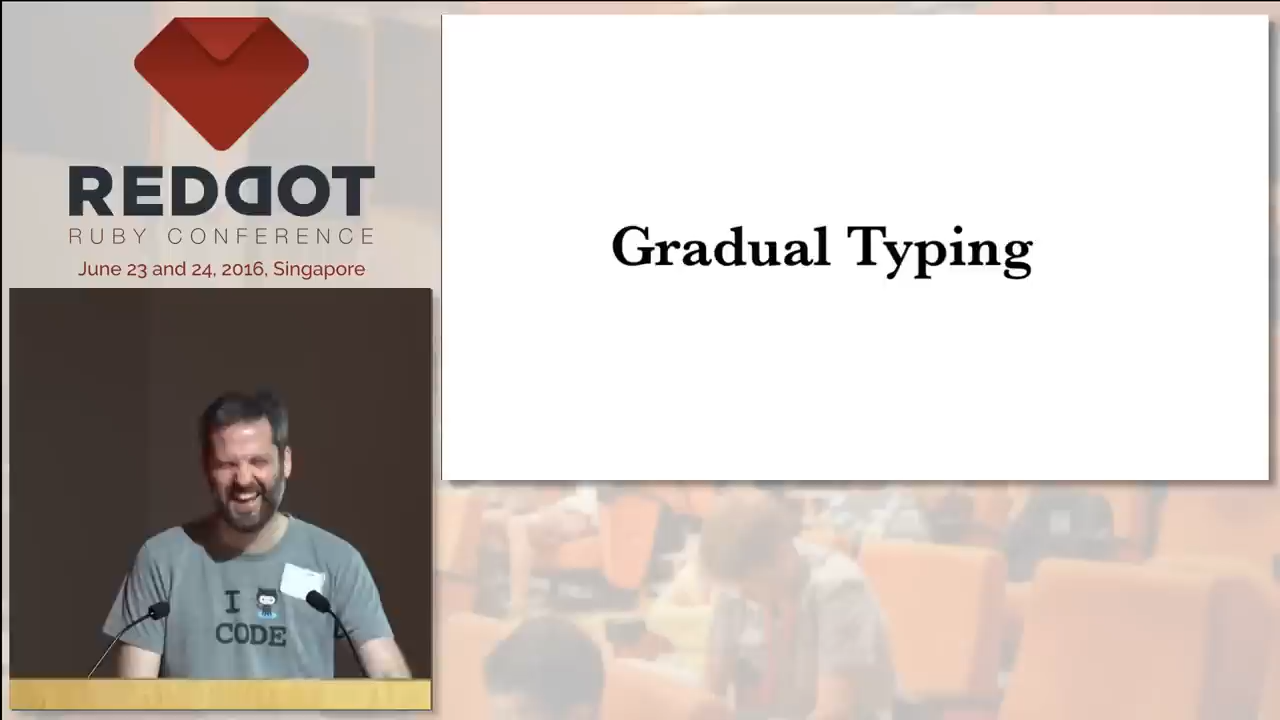 REDDOT
RUBY CONFERENCE
June 23 and 24, 2016, Singapore
Gradual Typing
I
CODE